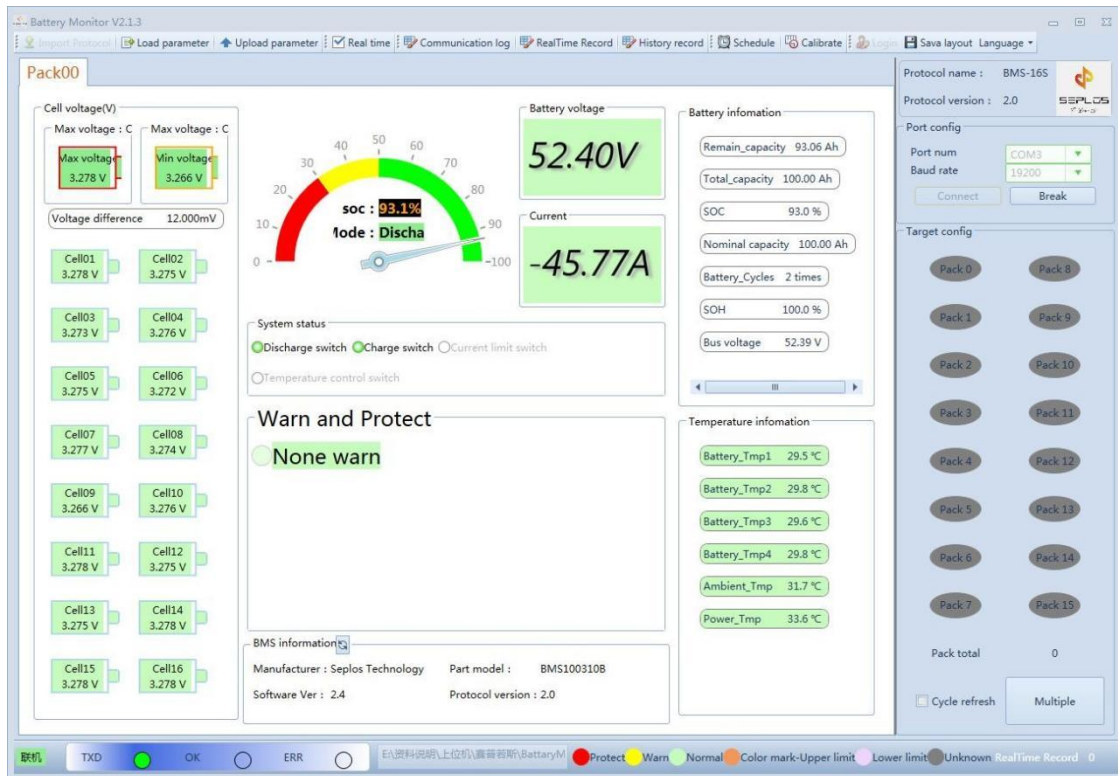 Battery Monitor V2.1.3
Import Protocol Load parameter Upload parameter Real time Communication log RealTime Record History record Schedule Calibrate Login Sava layout Language
Pack00
Cell voltage(V)
Max voltage : C Max voltage : C
Max voltage Min voltage
3.278 V 3.266 V
Voltage difference 12.000mV
Cell01 Cell02
3.278 V 3.275 V
Cell03 Cell04
3.273 V 3.276 V
Cell05 Cell06
3.275 V 3.272 V
Cell07 Cell08
3.277 V 3.274 V
Cell09 Cell10
3.266 V 3.276 V
Cell11 Cell12
3.278 V 3.275 V
Cell13 Cell14
3.275 V 3.278 V
Cell15 Cell16
3.278 V 3.278 V
0 10 20 30 40 50 60 70 80 90 100
soc : 93.1%
Mode : Discha
Battery voltage
52.40V
Current
-45.77A
System status
Discharge switch Charge switch Current limit switch
Temperature control switch
Warn and Protect
None warn
BMS information
Manufacturer : Seplos Technology Part model : BMS100310B
Software Ver : 2.4 Protocol version : 2.0
Battery infomation
Remain_capacity 93.06 Ah
Total_capacity 100.00 Ah
SOC 93.0 %
Nominal capacity 100.00 Ah
Battery_Cycles 2 times
SOH 100.0 %
Bus voltage 52.39 V
Temperature infomation
Battery_Tmp1 29.5 ℃
Battery_Tmp2 29.8 ℃
Battery_Tmp3 29.6 ℃
Battery_Tmp4 29.8 ℃
Ambient_Tmp 31.7 ℃
Power_Tmp 33.6 ℃
Protocol name : BMS-16S
Protocol version : 2.0
SEPLOS
Port config
Port num COM3
Baud rate 19200
Connect Break
Target config
Pack 0 Pack 8
Pack 1 Pack 9
Pack 2 Pack 10
Pack 3 Pack 11
Pack 4 Pack 12
Pack 5 Pack 13
Pack 6 Pack 14
Pack 7 Pack 15
Pack total 0
Cycle refresh Multiple
联机 TXD OK ERR E:\资料说明\上位机\赛普若斯\BattaryM Protect Warn Normal Color mark-Upper limit Lower limit Unknown RealTime Record 0